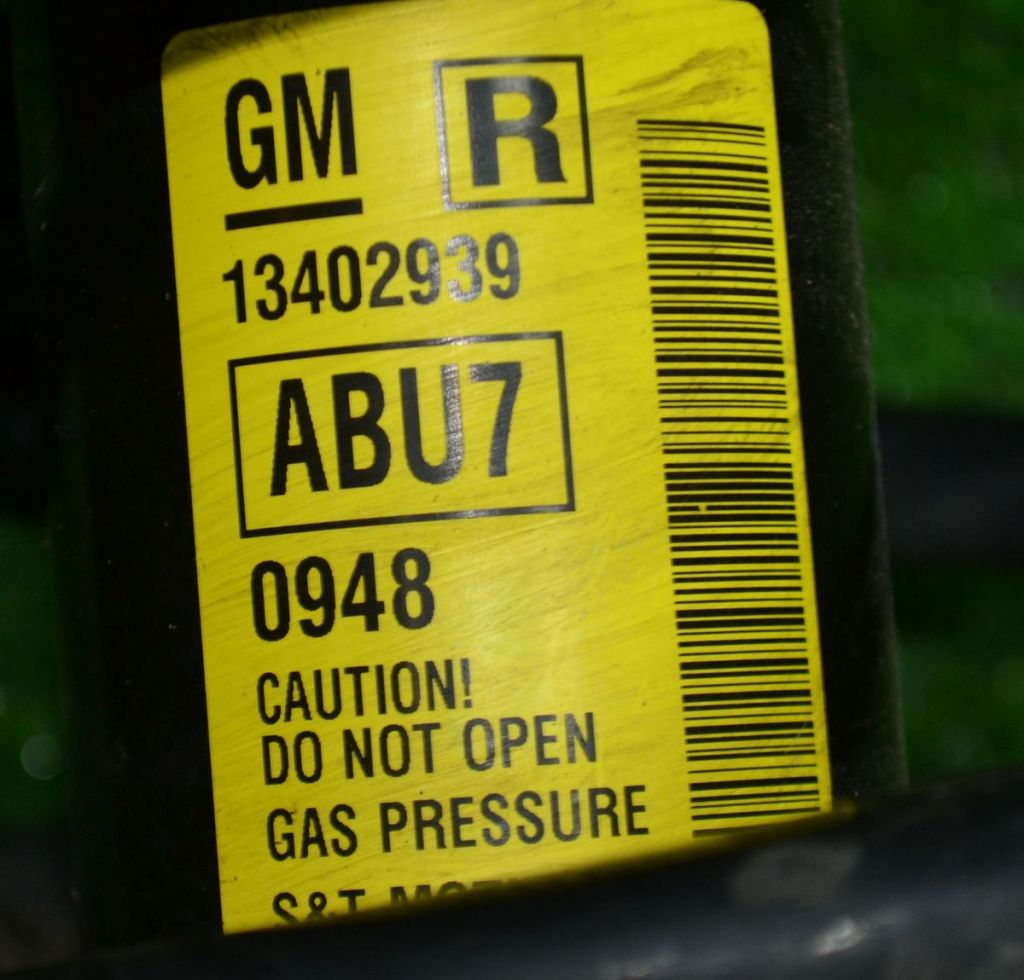 GM R
13402939
ABU7
0948
CAUTION!
DO NOT OPEN
GAS PRESSURE
S&T